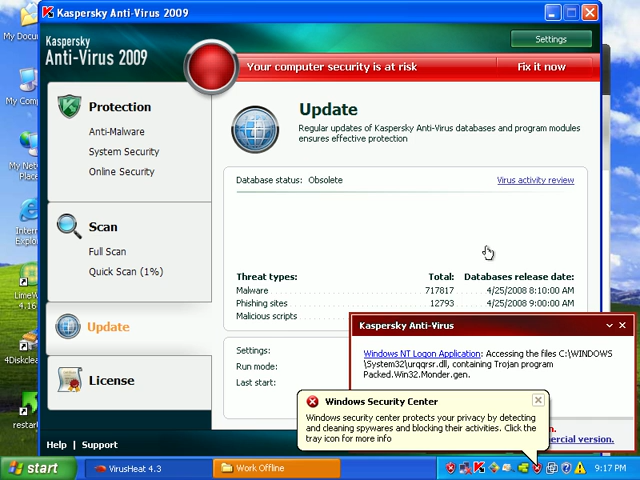 Kaspersky Anti-Virus 2009
My Docum
Kaspersky
Anti-Virus 2009
Settings
Your computer security is at risk
Fix it now
Protection
Anti-Malware
System Security
Online Security
My Comp
My Net
Place
Update
Regular updates of Kaspersky Anti-Virus databases and program modules
ensures effective protection
Database status: Obsolete
Virus activity review
Scan
Full Scan
Quick Scan (1%)
Intern
Explo
Threat types: Total: Databases release date:
Malware 717817 4/25/2008 8:10:00 AM
Phishing sites 12793 4/25/2008 9:00:00 AM
Malicious scripts
LimeW
4.16
Update
Kaspersky Anti-Virus
Settings:
Run mode:
Last start:
Windows NT Logon Application: Accessing the files C:\WINDOWS
\System32\urqqrsr.dll, containing Trojan program
Packed.Win32.Monder.gen.
4Diskclea
License
restar
Windows Security Center
Windows security center protects your privacy by detecting
and cleaning spywares and blocking their activities. Click the
tray icon for more info
n.
ercial version.
Help | Support
start
VirusHeat 4.3
Work Offline
9:17 PM